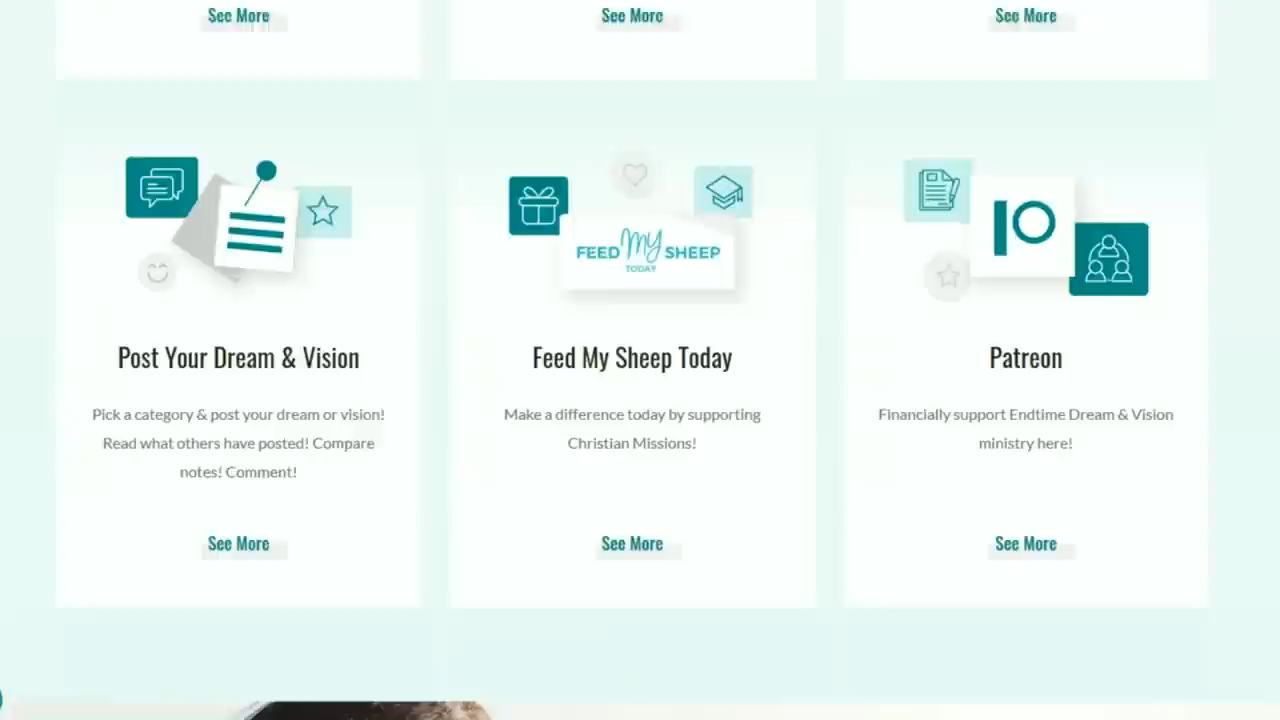 See More
See More
See More
FEED My SHEEP
TODAY
Post Your Dream & Vision
Pick a category & post your dream or vision!
Read what others have posted! Compare
notes! Comment!
See More
Feed My Sheep Today
Make a difference today by supporting
Christian Missions!
See More
Patreon
Financially support Endtime Dream & Vision
ministry here!
See More